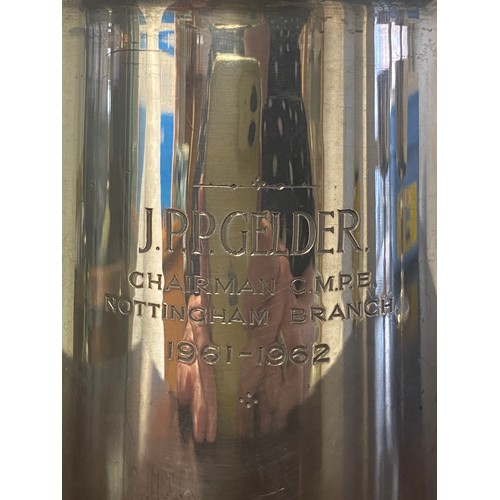 J.P.P. GELDER.
CHAIRMAN C.M.P.E.
NOTTINGHAM BRANCH.
1961-1962